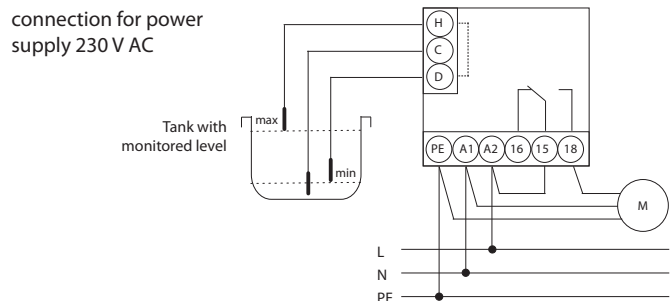 connection for power
supply 230 V AC
H
C
D
Tank with
monitored level
max
min
PE A1 A2 16 15 18
M
L
N
PE